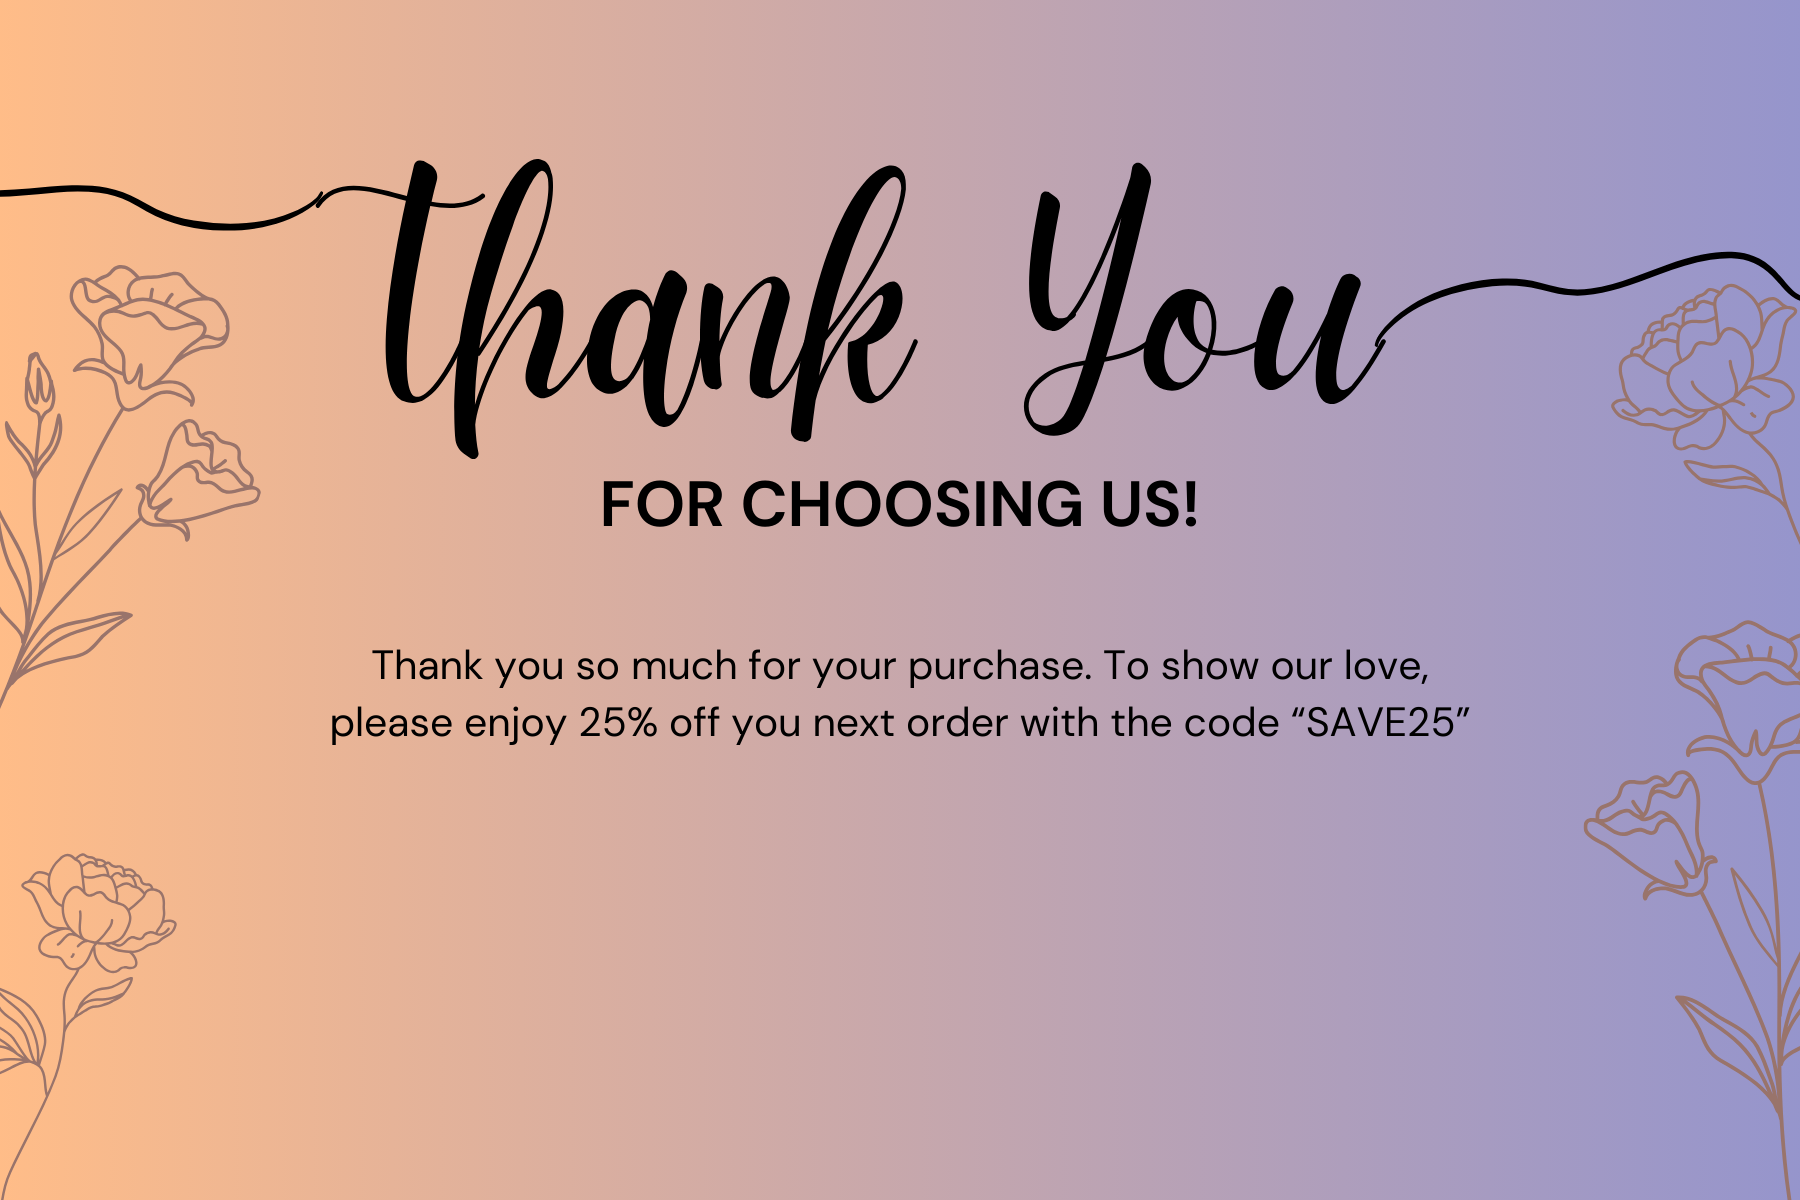 Thank You
FOR CHOOSING US!
Thank you so much for your purchase. To show our love,
please enjoy 25% off you next order with the code “SAVE25”